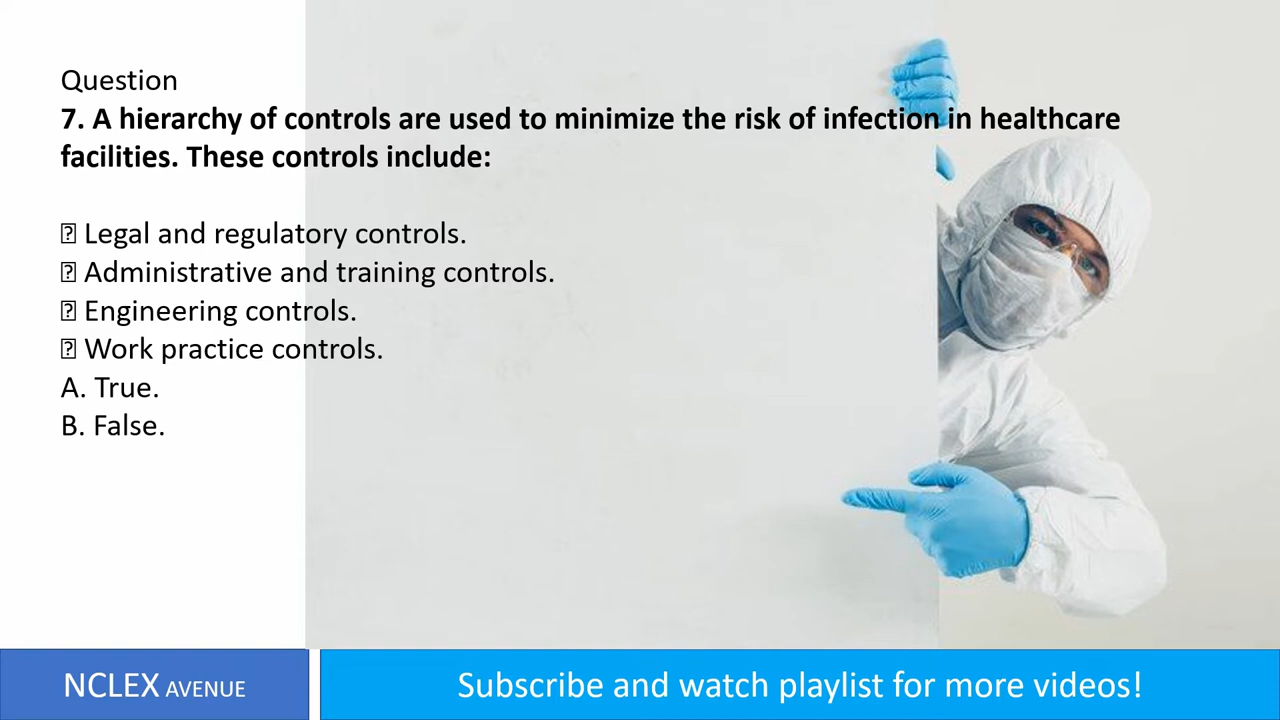 Question
7. A hierarchy of controls are used to minimize the risk of infection in healthcare
facilities. These controls include:
⍰ Legal and regulatory controls.
⍰ Administrative and training controls.
⍰ Engineering controls.
⍰ Work practice controls.
A. True.
B. False.
NCLEX AVENUE
Subscribe and watch playlist for more videos!